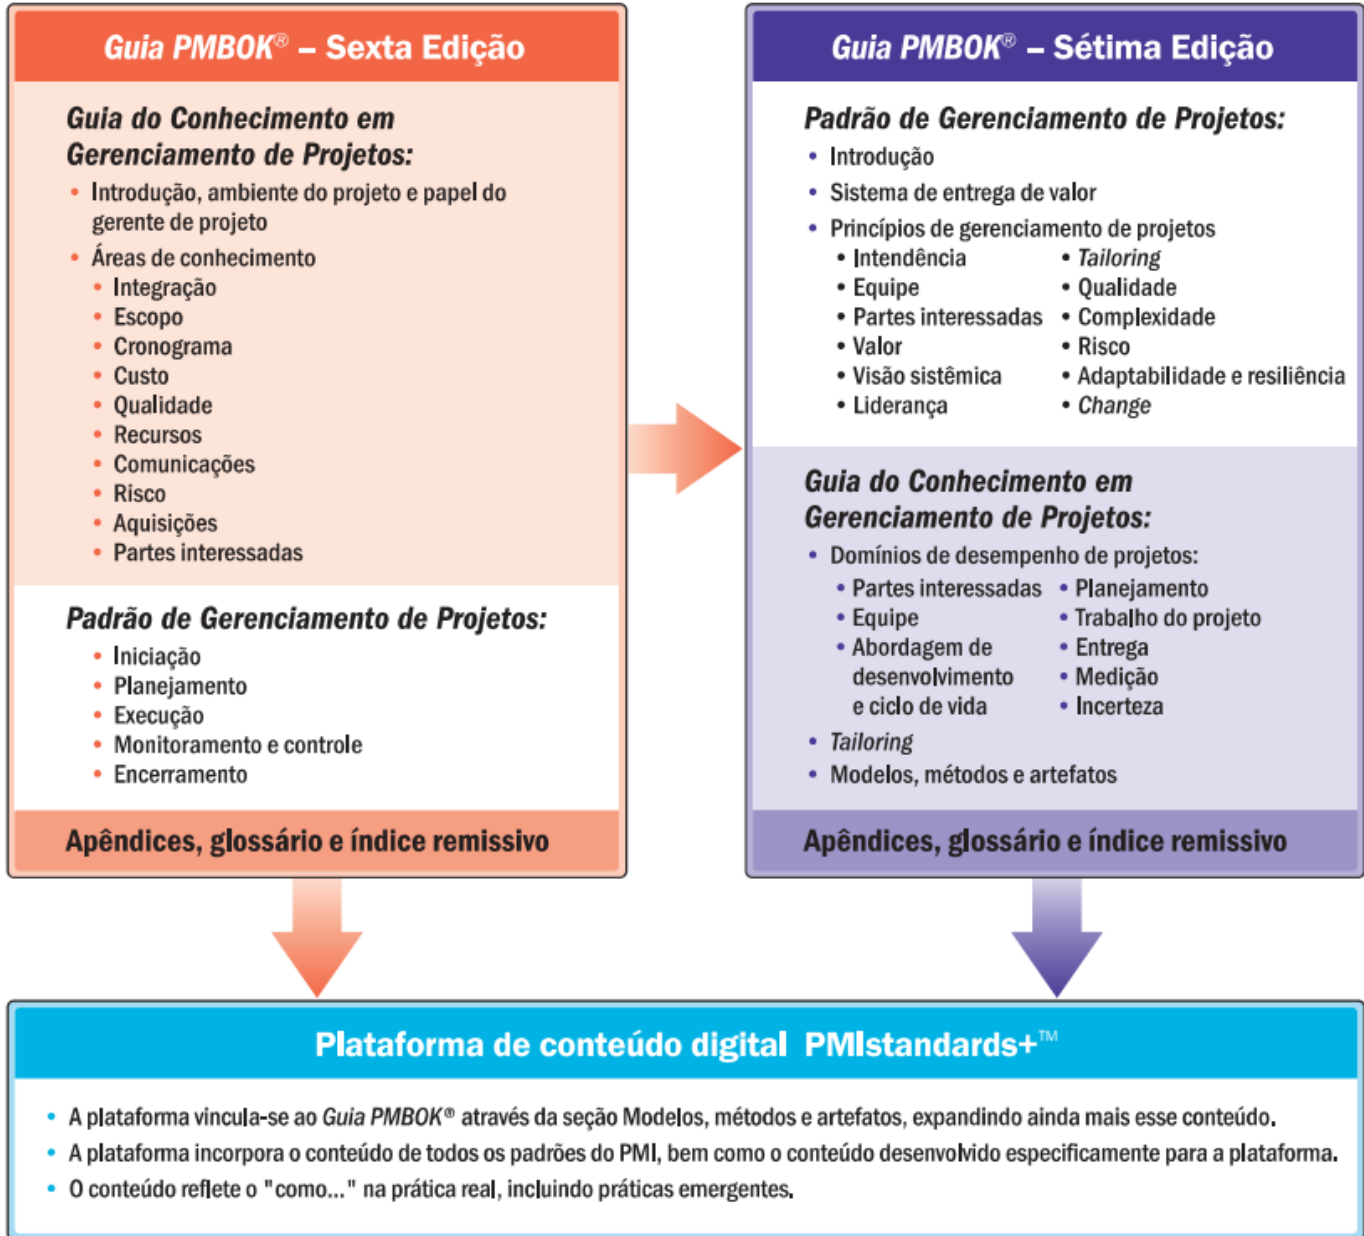 Guia PMBOK® – Sexta Edição
Guia do Conhecimento em
Gerenciamento de Projetos:
• Introdução, ambiente do projeto e papel do
gerente de projeto
• Áreas de conhecimento
• Integração
• Escopo
• Cronograma
• Custo
• Qualidade
• Recursos
• Comunicações
• Risco
• Aquisições
• Partes interessadas
Padrão de Gerenciamento de Projetos:
• Iniciação
• Planejamento
• Execução
• Monitoramento e controle
• Encerramento
Apêndices, glossário e índice remissivo
Guia PMBOK® – Sétima Edição
Padrão de Gerenciamento de Projetos:
• Introdução
• Sistema de entrega de valor
• Princípios de gerenciamento de projetos
• Intendência
• Equipe
• Partes interessadas
• Valor
• Visão sistêmica
• Liderança
• Tailoring
• Qualidade
• Complexidade
• Risco
• Adaptabilidade e resiliência
• Change
Guia do Conhecimento em
Gerenciamento de Projetos:
• Domínios de desempenho de projetos:
• Partes interessadas
• Equipe
• Abordagem de
desenvolvimento
e ciclo de vida
• Planejamento
• Trabalho do projeto
• Entrega
• Medição
• Incerteza
• Tailoring
• Modelos, métodos e artefatos
Apêndices, glossário e índice remissivo
Plataforma de conteúdo digital PMIstandards+™
• A plataforma vincula-se ao Guia PMBOK® através da seção Modelos, métodos e artefatos, expandindo ainda mais esse conteúdo.
• A plataforma incorpora o conteúdo de todos os padrões do PMI, bem como o conteúdo desenvolvido especificamente para a plataforma.
• O conteúdo reflete o "como..." na prática real, incluindo práticas emergentes.